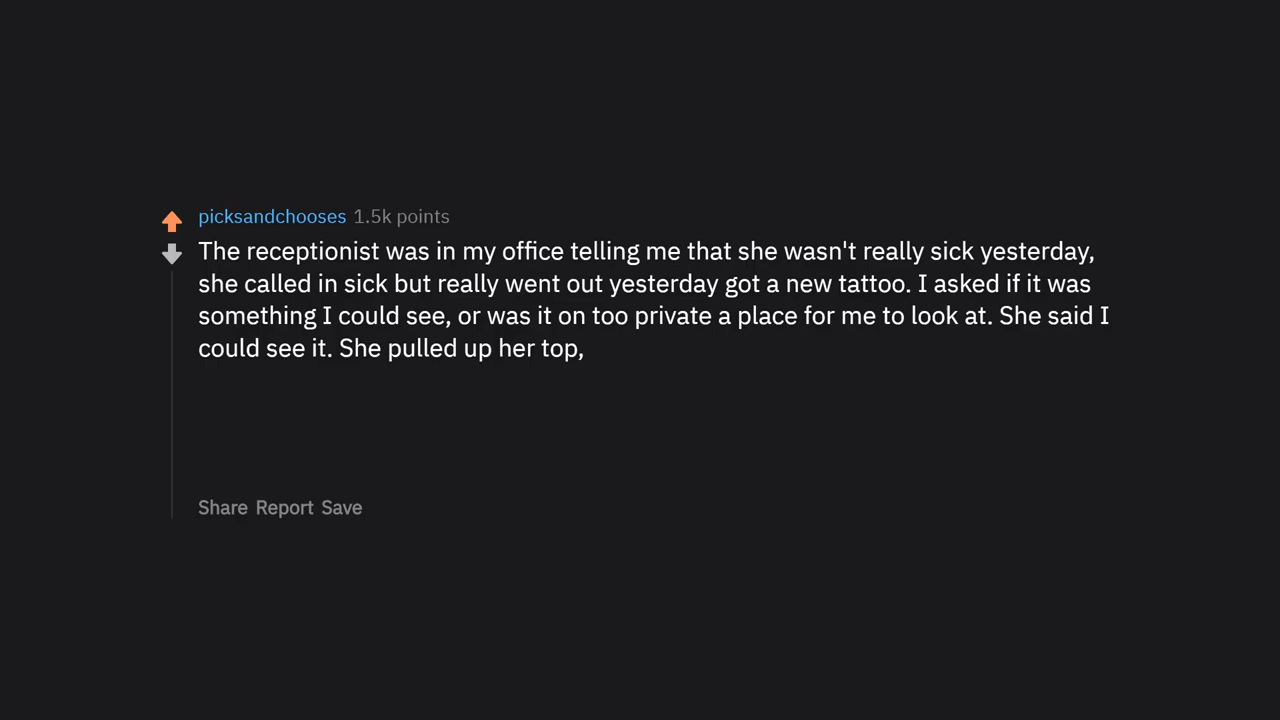 picksandchooses 1.5k points
The receptionist was in my office telling me that she wasn't really sick yesterday,
she called in sick but really went out yesterday got a new tattoo. I asked if it was
something I could see, or was it on too private a place for me to look at. She said I
could see it. She pulled up her top,
Share Report Save